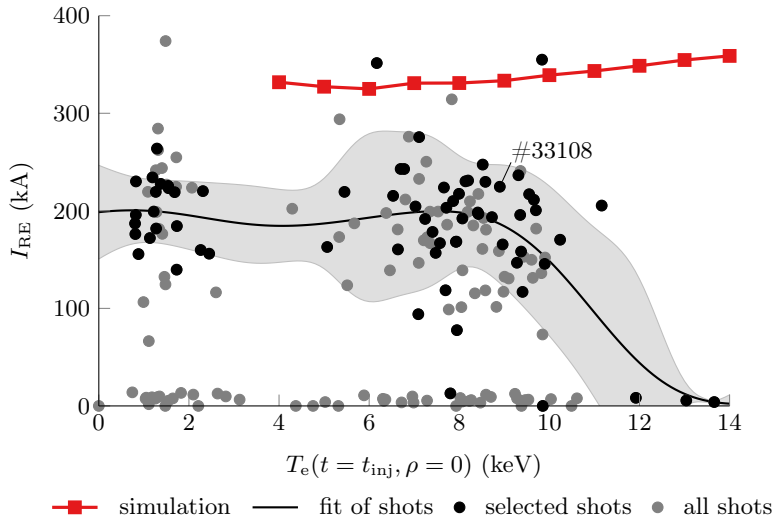 400
300
200
100
0
I_RE (kA)
#33108
0 2 4 6 8 10 12 14
T_e(t = t_inj, ρ = 0) (keV)
simulation fit of shots selected shots all shots